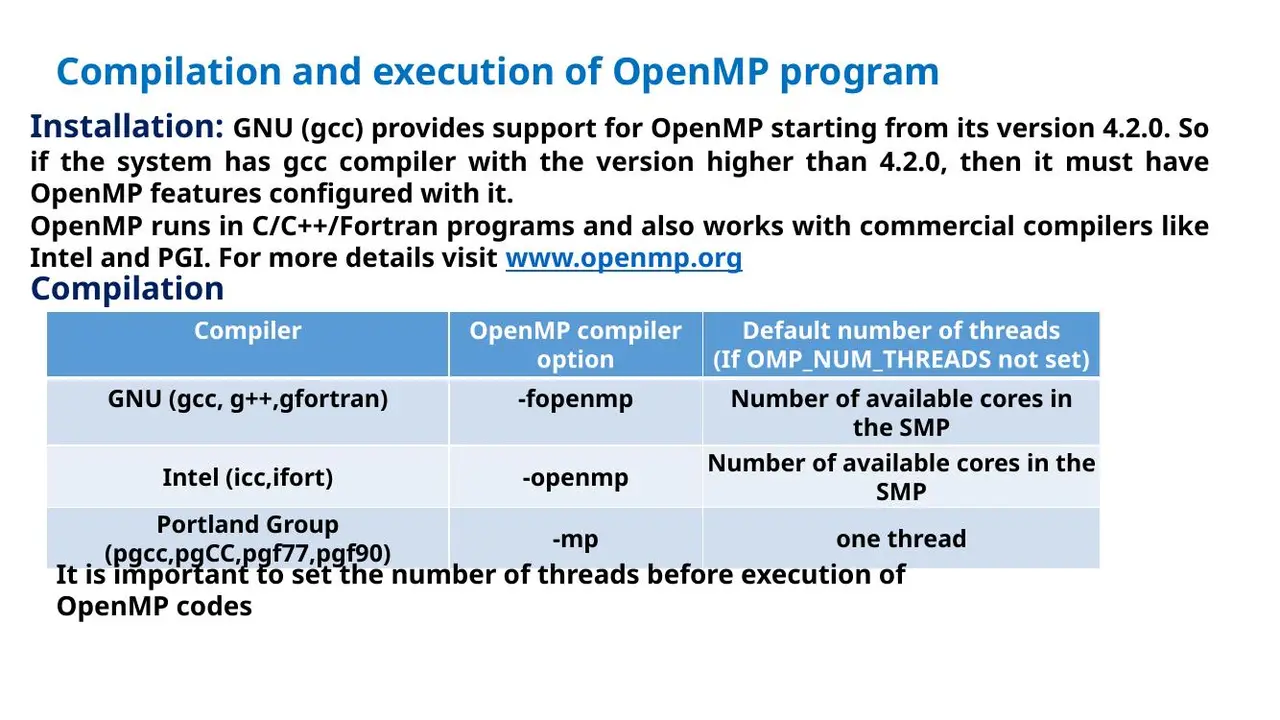 Compilation and execution of OpenMP program
Installation: GNU (gcc) provides support for OpenMP starting from its version 4.2.0. So
if the system has gcc compiler with the version higher than 4.2.0, then it must have
OpenMP features configured with it.
OpenMP runs in C/C++/Fortran programs and also works with commercial compilers like
Intel and PGI. For more details visit www.openmp.org
Compilation
Compiler
OpenMP compiler
option
Default number of threads
(If OMP_NUM_THREADS not set)
GNU (gcc, g++,gfortran)
-fopenmp
Number of available cores in
the SMP
Intel (icc,ifort)
-openmp
Number of available cores in the
SMP
Portland Group
(pgcc,pgCC,pgf77,pgf90)
-mp
one thread
It is important to set the number of threads before execution of
OpenMP codes